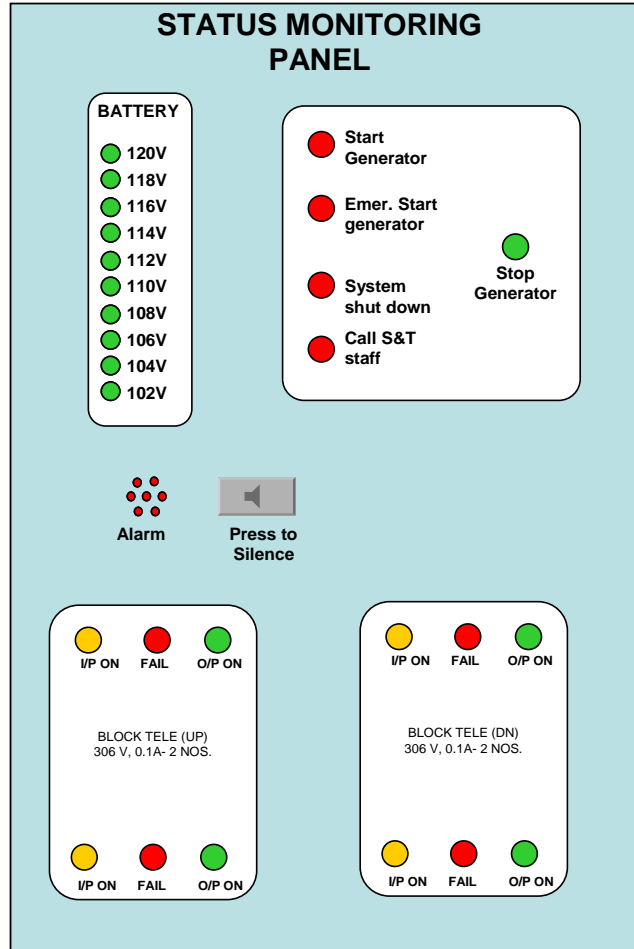 STATUS MONITORING
PANEL
BATTERY
120V
118V
116V
114V
112V
110V
108V
106V
104V
102V
Start
Generator
Emer. Start
generator
System
shut down
Call S&T
staff
Stop
Generator
Alarm
Press to
Silence
I/P ON FAIL O/P ON
BLOCK TELE (UP)
306 V, 0.1A- 2 NOS.
I/P ON FAIL O/P ON
I/P ON FAIL O/P ON
BLOCK TELE (DN)
306 V, 0.1A- 2 NOS.
I/P ON FAIL O/P ON